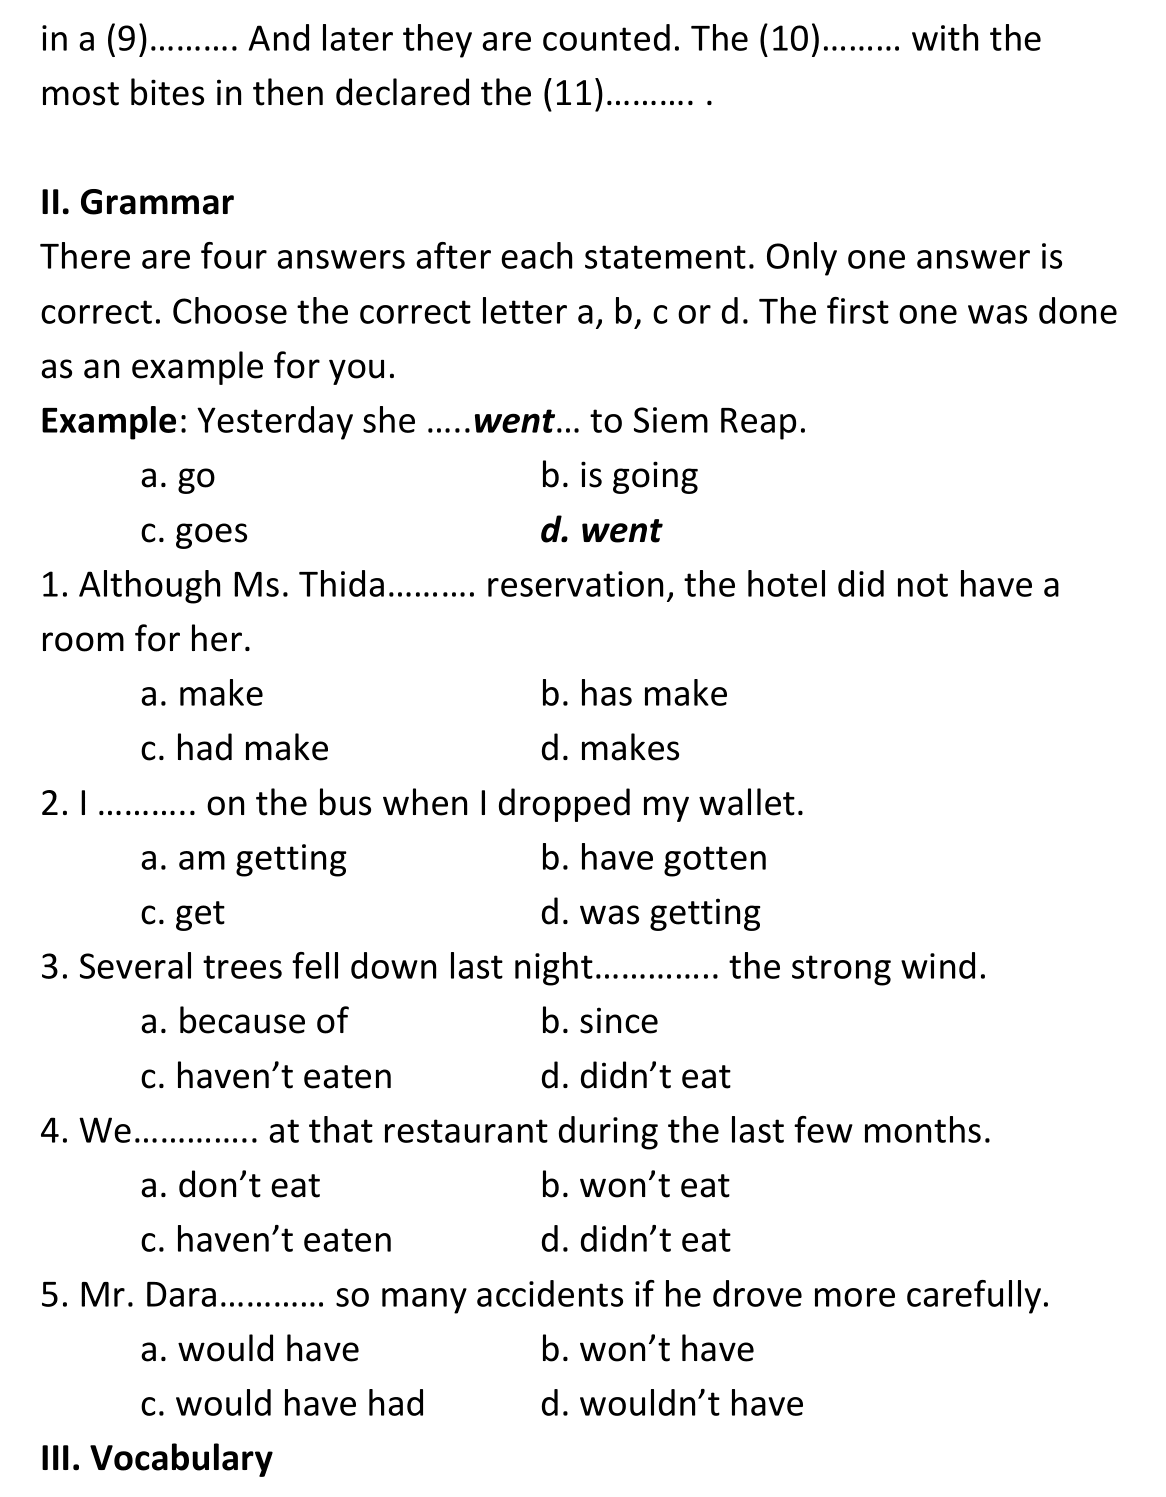 in a (9).......... And later they are counted. The (10)......... with the
most bites in then declared the (11).......... .
II. Grammar
There are four answers after each statement. Only one answer is
correct. Choose the correct letter a, b, c or d. The first one was done
as an example for you.
Example: Yesterday she .....went... to Siem Reap.
a. go b. is going
c. goes d. went
1. Although Ms. Thida.......... reservation, the hotel did not have a
room for her.
a. make b. has make
c. had make d. makes
2. I ........... on the bus when I dropped my wallet.
a. am getting b. have gotten
c. get d. was getting
3. Several trees fell down last night.............. the strong wind.
a. because of b. since
c. haven’t eaten d. didn’t eat
4. We.............. at that restaurant during the last few months.
a. don’t eat b. won’t eat
c. haven’t eaten d. didn’t eat
5. Mr. Dara............ so many accidents if he drove more carefully.
a. would have b. won’t have
c. would have had d. wouldn’t have
III. Vocabulary